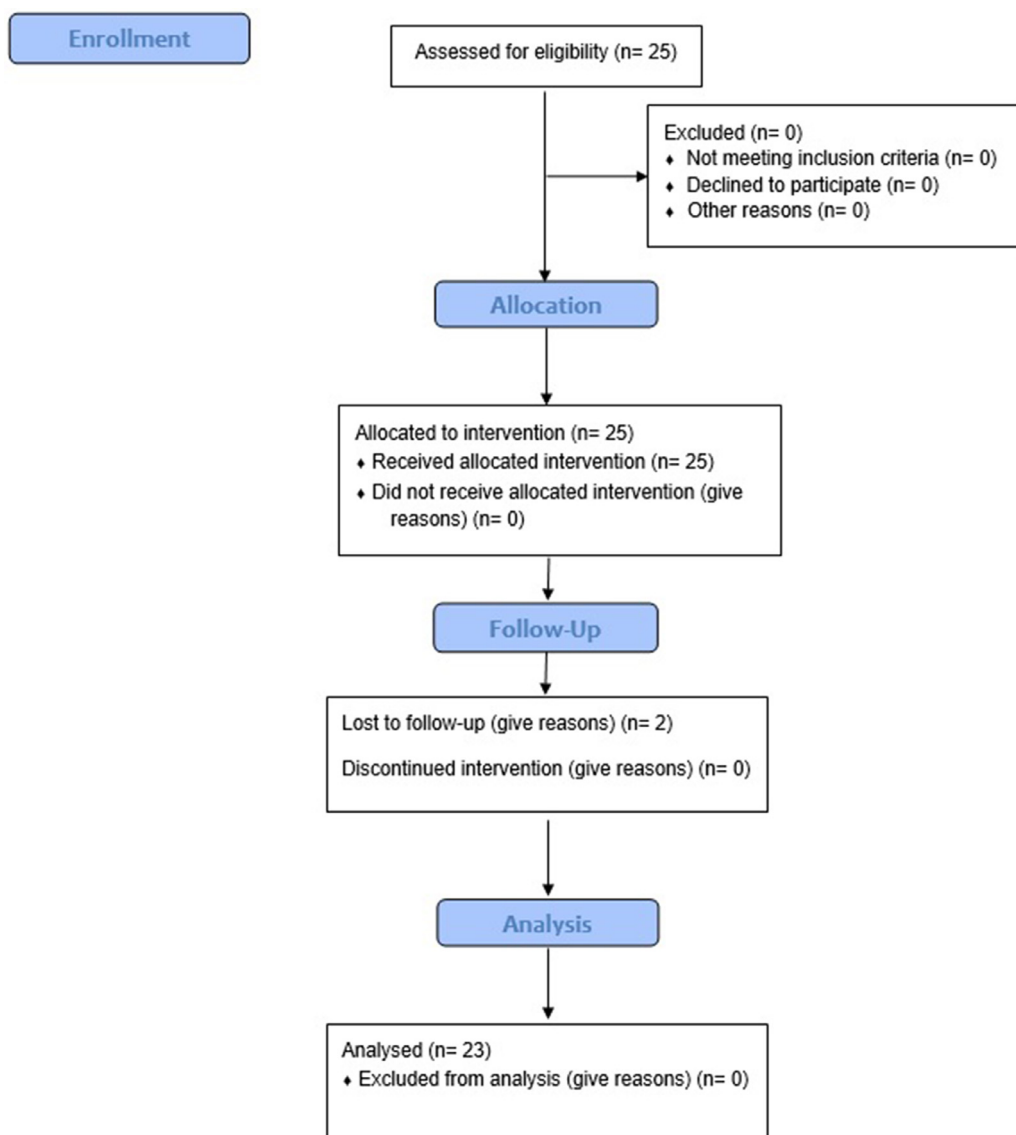 Enrollment
Assessed for eligibility (n= 25)
Excluded (n= 0)
♦ Not meeting inclusion criteria (n= 0)
♦ Declined to participate (n= 0)
♦ Other reasons (n= 0)
Allocation
Allocated to intervention (n= 25)
♦ Received allocated intervention (n= 25)
♦ Did not receive allocated intervention (give
reasons) (n= 0)
Follow-Up
Lost to follow-up (give reasons) (n= 2)
Discontinued intervention (give reasons) (n= 0)
Analysis
Analysed (n= 23)
♦ Excluded from analysis (give reasons) (n= 0)